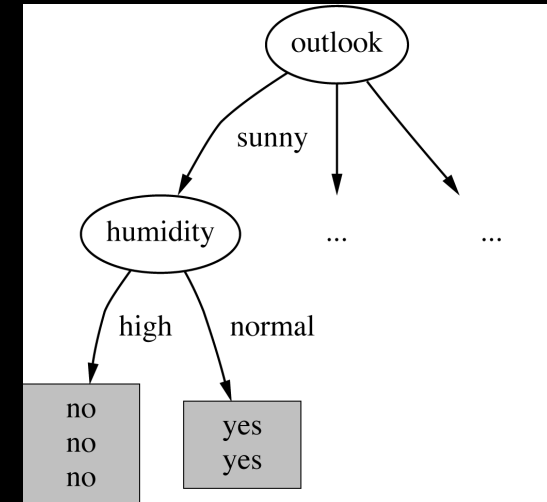 outlook
sunny
humidity
...
...
high
normal
no
no
no
yes
yes